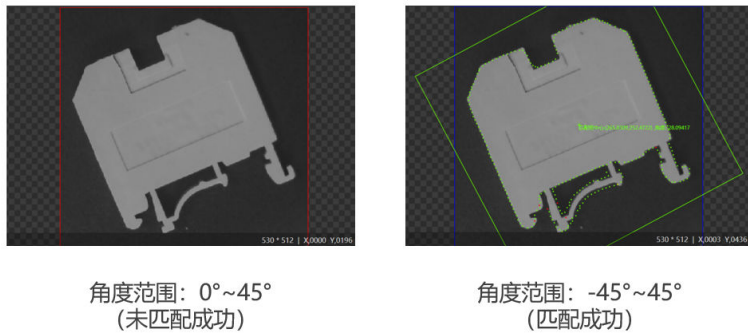 530 * 512 | X,0000 Y,0196
530 * 512 | X,0003 Y,0436
角度范围：0°~45°
(未匹配成功)
角度范围：-45°~45°
(匹配成功)